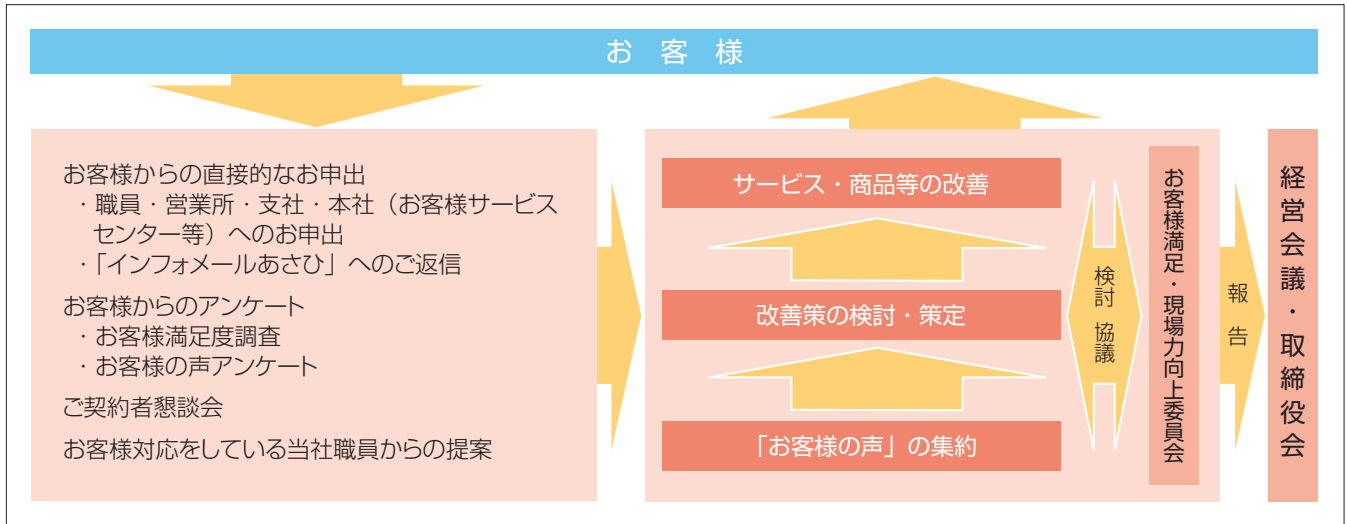 お客様
お客様からの直接的なお申出
・職員・営業所・支社・本社（お客様サービス
センター等）へのお申出
・「インフォメールあさひ」へのご返信
お客様からのアンケート
・お客様満足度調査
・お客様の声アンケート
ご契約者懇談会
お客様対応をしている当社職員からの提案
サービス・商品等の改善
改善策の検討・策定
「お客様の声」の集約
検討 協議
お客様満足・現場力向上委員会
報告
経営会議・取締役会